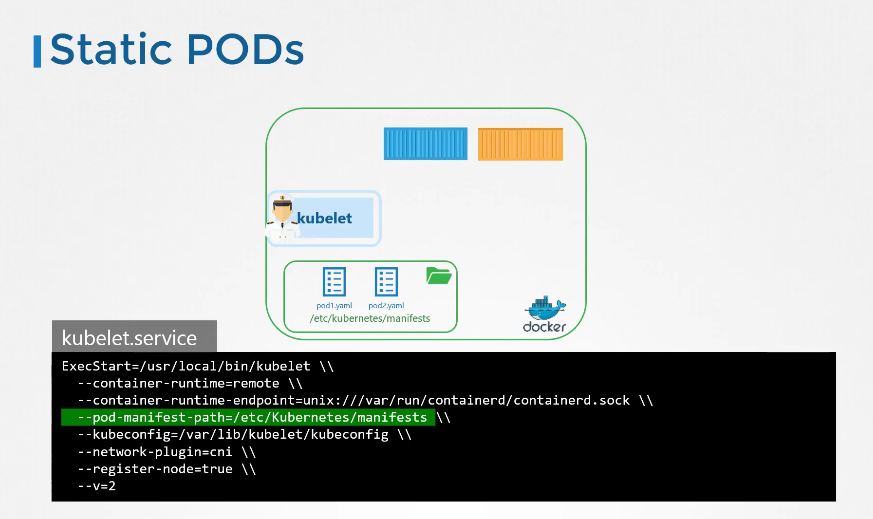 Static PODs
kubelet
pod1.yaml
pod2.yaml
/etc/kubernetes/manifests
docker
kubelet.service
ExecStart=/usr/local/bin/kubelet \\
--container-runtime=remote \\
--container-runtime-endpoint=unix:///var/run/containerd/containerd.sock \\
--pod-manifest-path=/etc/Kubernetes/manifests \\
--kubeconfig=/var/lib/kubelet/kubeconfig \\
--network-plugin=cni \\
--register-node=true \\
--v=2